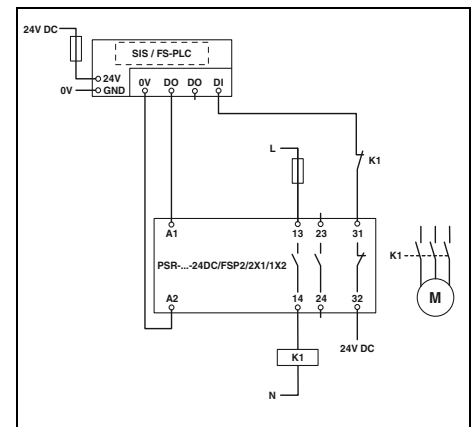 24V DC
SIS / FS-PLC
24V
0V GND
0V DO DO DI
L
K1
13 23 31
A1
PSR-...-24DC/FSP2/2X1/1X2
K1
M
A2
14 24 32
24V DC
K1
N